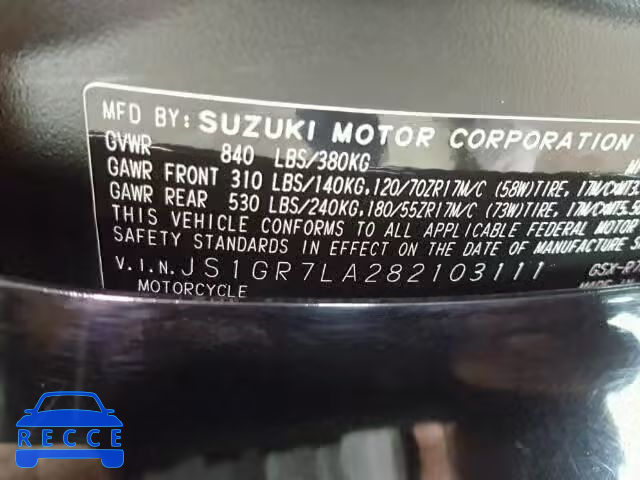 MFD BY: SUZUKI MOTOR CORPORATION
GVWR 840 LBS/380KG
GAWR FRONT 310 LBS/140KG,120/70ZR17M/C (58W)TIRE,
GAWR REAR 530 LBS/240KG,180/55ZR17M/C (73W)TIRE,
THIS VEHICLE CONFORMS TO ALL APPLICABLE FEDERAL MOTOR
SAFETY STANDARDS IN EFFECT ON THE DATE OF MANUFACTURE
V.I.N. JS1GR7LA282103111 GSX-R7
MOTORCYCLE
RECCE